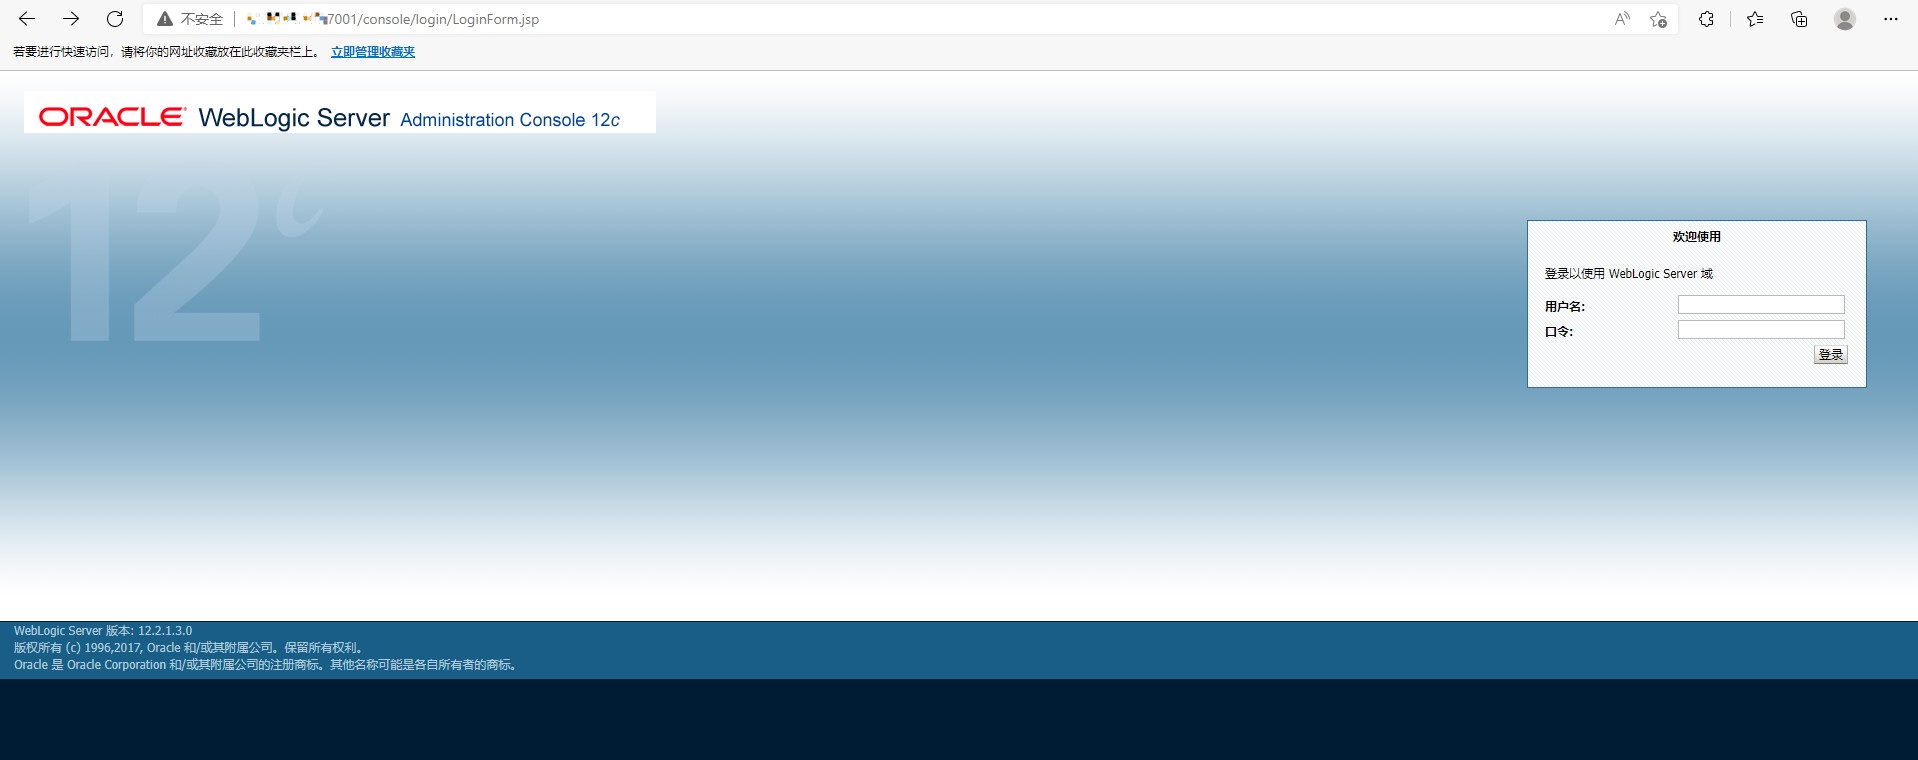 不安全 7001/console/login/LoginForm.jsp
若要进行快速访问，请将你的网址收藏放在此收藏夹栏上。 立即管理收藏夹
ORACLE WebLogic Server Administration Console 12c
12c
欢迎使用
登录以使用 WebLogic Server 域
用户名:
口令:
登录
WebLogic Server 版本: 12.2.1.3.0
版权所有 (c) 1996,2017, Oracle 和/或其附属公司。保留所有权利。
Oracle 是 Oracle Corporation 和/或其附属公司的注册商标。其他名称可能是各自所有者的商标。